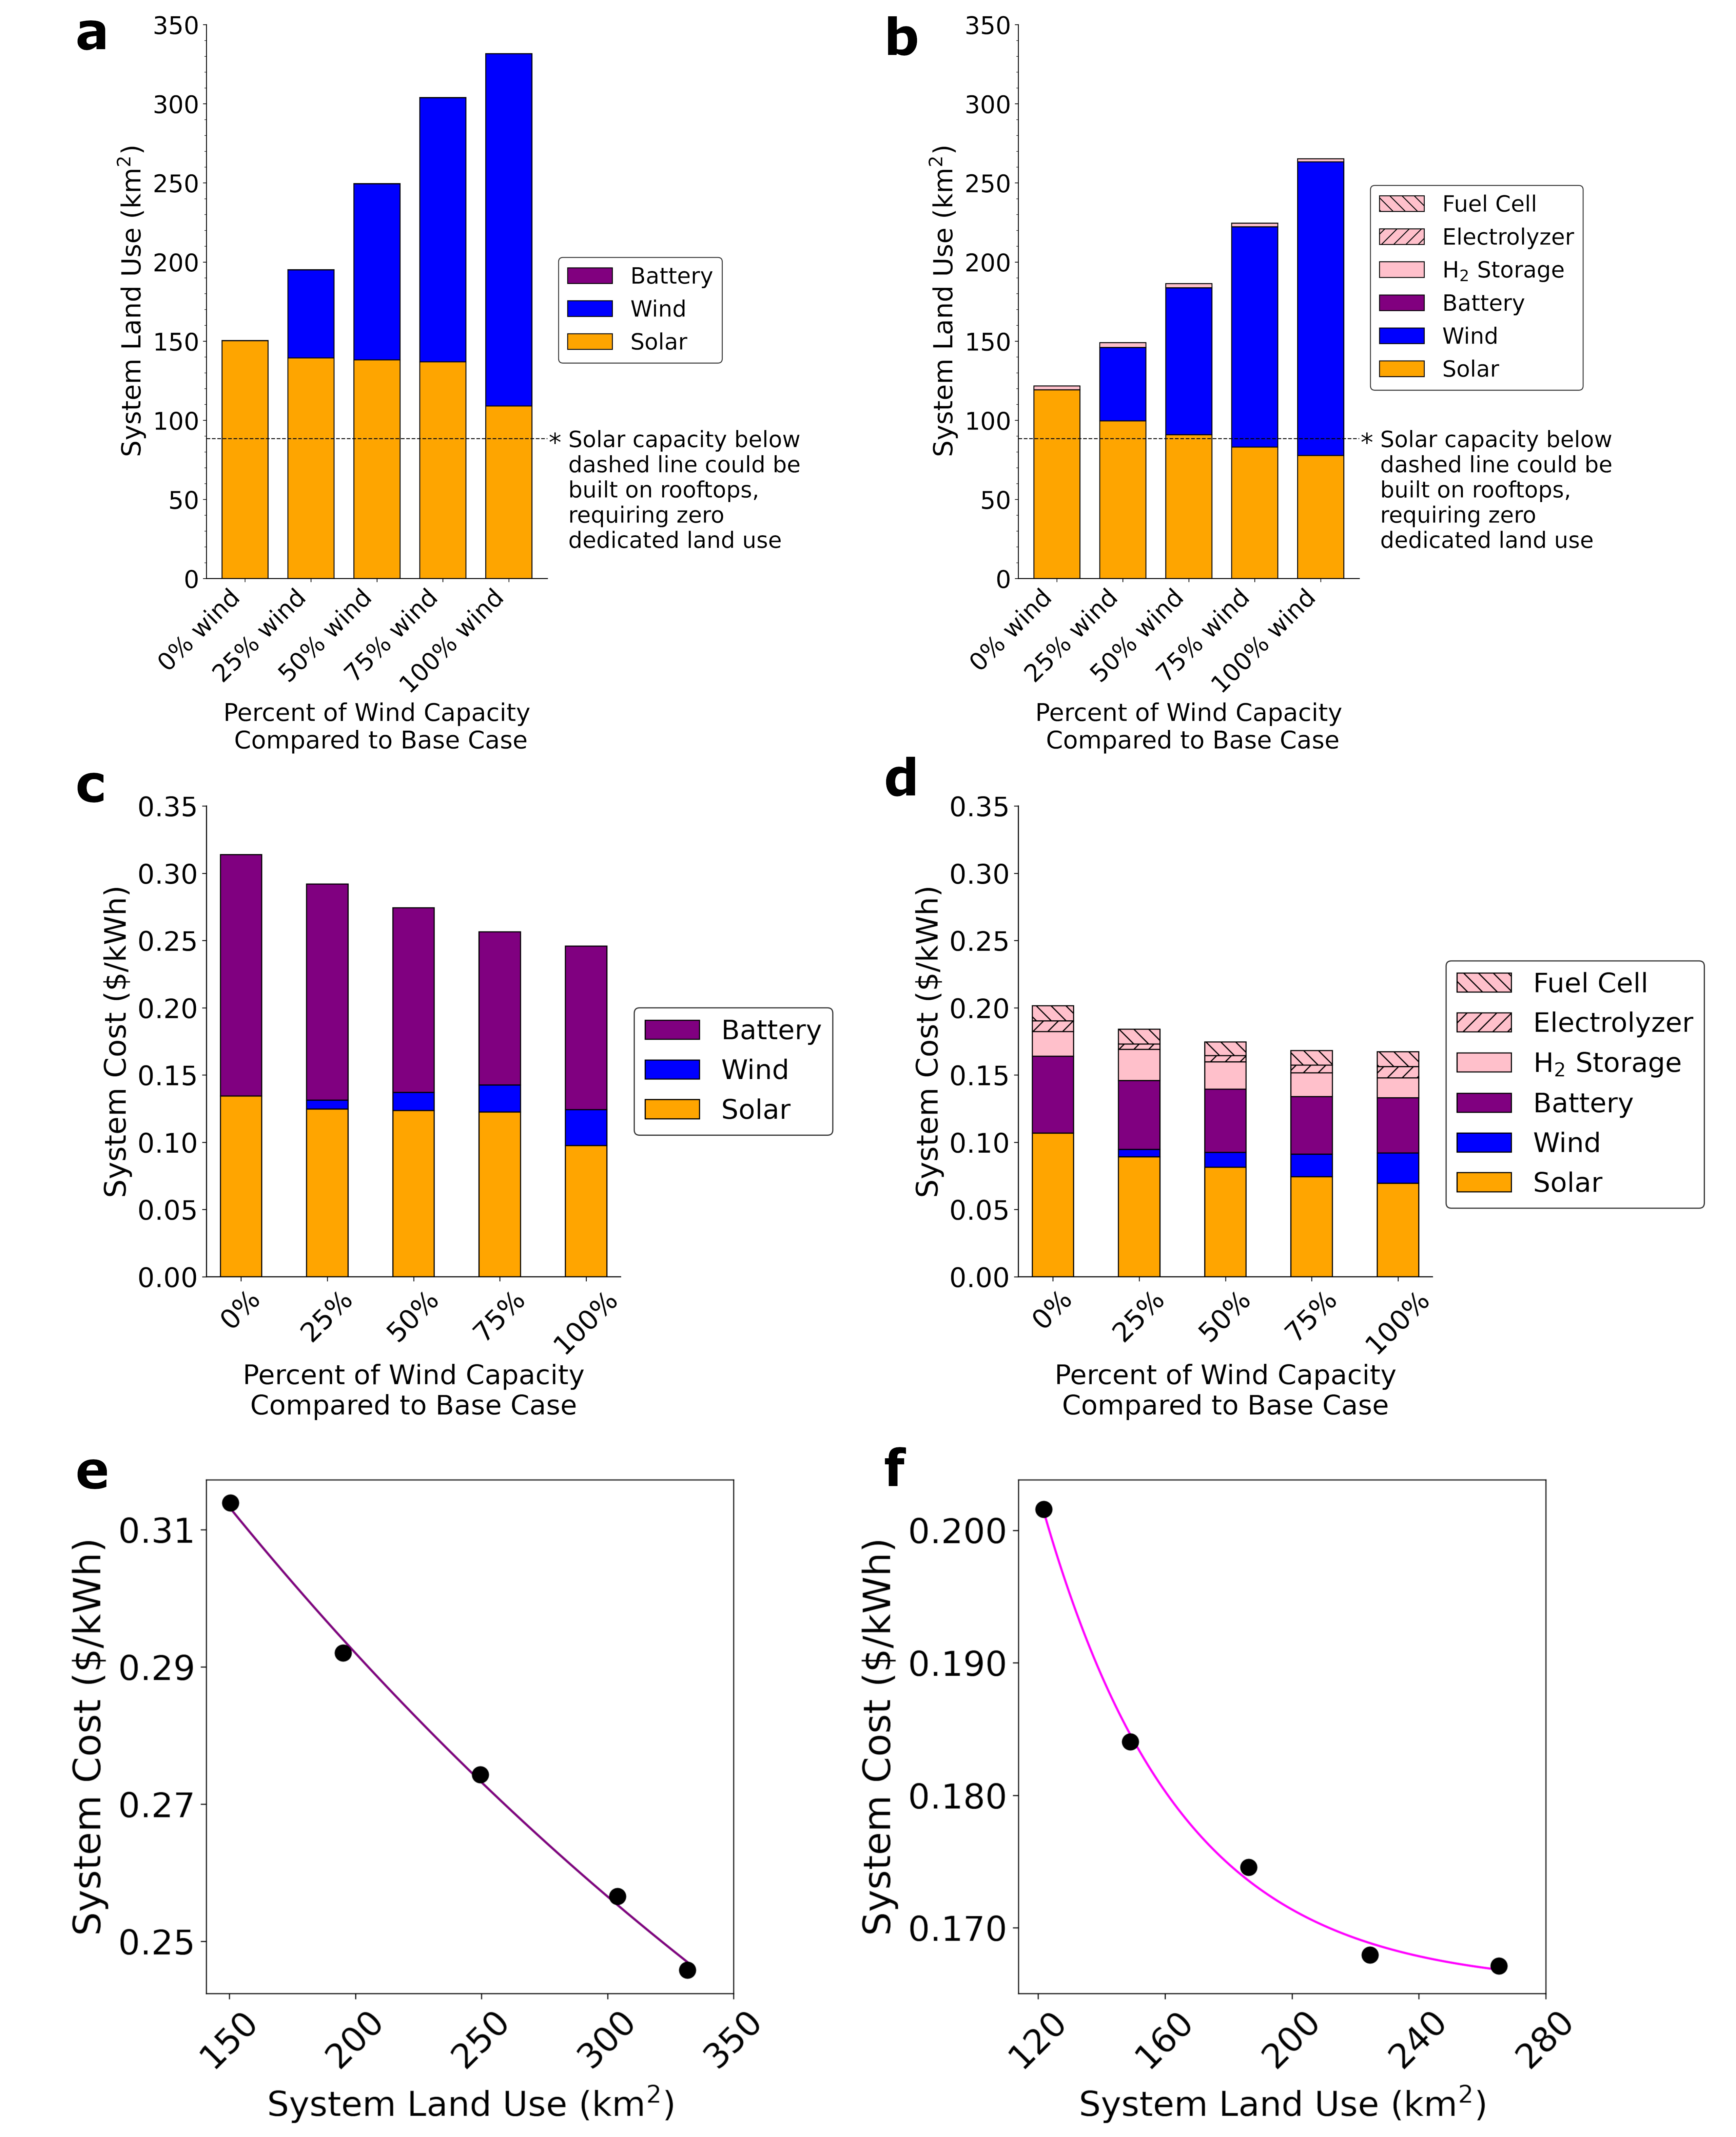 a
350
300
250
200
150
100
50
0
System Land Use (km²)
Battery
Wind
Solar
* Solar capacity below
dashed line could be
built on rooftops,
requiring zero
dedicated land use
0% wind
25% wind
50% wind
75% wind
100% wind
Percent of Wind Capacity
Compared to Base Case
b
350
300
250
200
150
100
50
0
System Land Use (km²)
Fuel Cell
Electrolyzer
H₂ Storage
Battery
Wind
Solar
* Solar capacity below
dashed line could be
built on rooftops,
requiring zero
dedicated land use
0% wind
25% wind
50% wind
75% wind
100% wind
Percent of Wind Capacity
Compared to Base Case
c
0.35
0.30
0.25
0.20
0.15
0.10
0.05
0.00
System Cost ($/kWh)
Battery
Wind
Solar
0%
25%
50%
75%
100%
Percent of Wind Capacity
Compared to Base Case
d
0.35
0.30
0.25
0.20
0.15
0.10
0.05
0.00
System Cost ($/kWh)
Fuel Cell
Electrolyzer
H₂ Storage
Battery
Wind
Solar
0%
25%
50%
75%
100%
Percent of Wind Capacity
Compared to Base Case
e
0.31
0.29
0.27
0.25
System Cost ($/kWh)
150
200
250
300
350
System Land Use (km²)
f
0.200
0.190
0.180
0.170
System Cost ($/kWh)
120
160
200
240
280
System Land Use (km²)